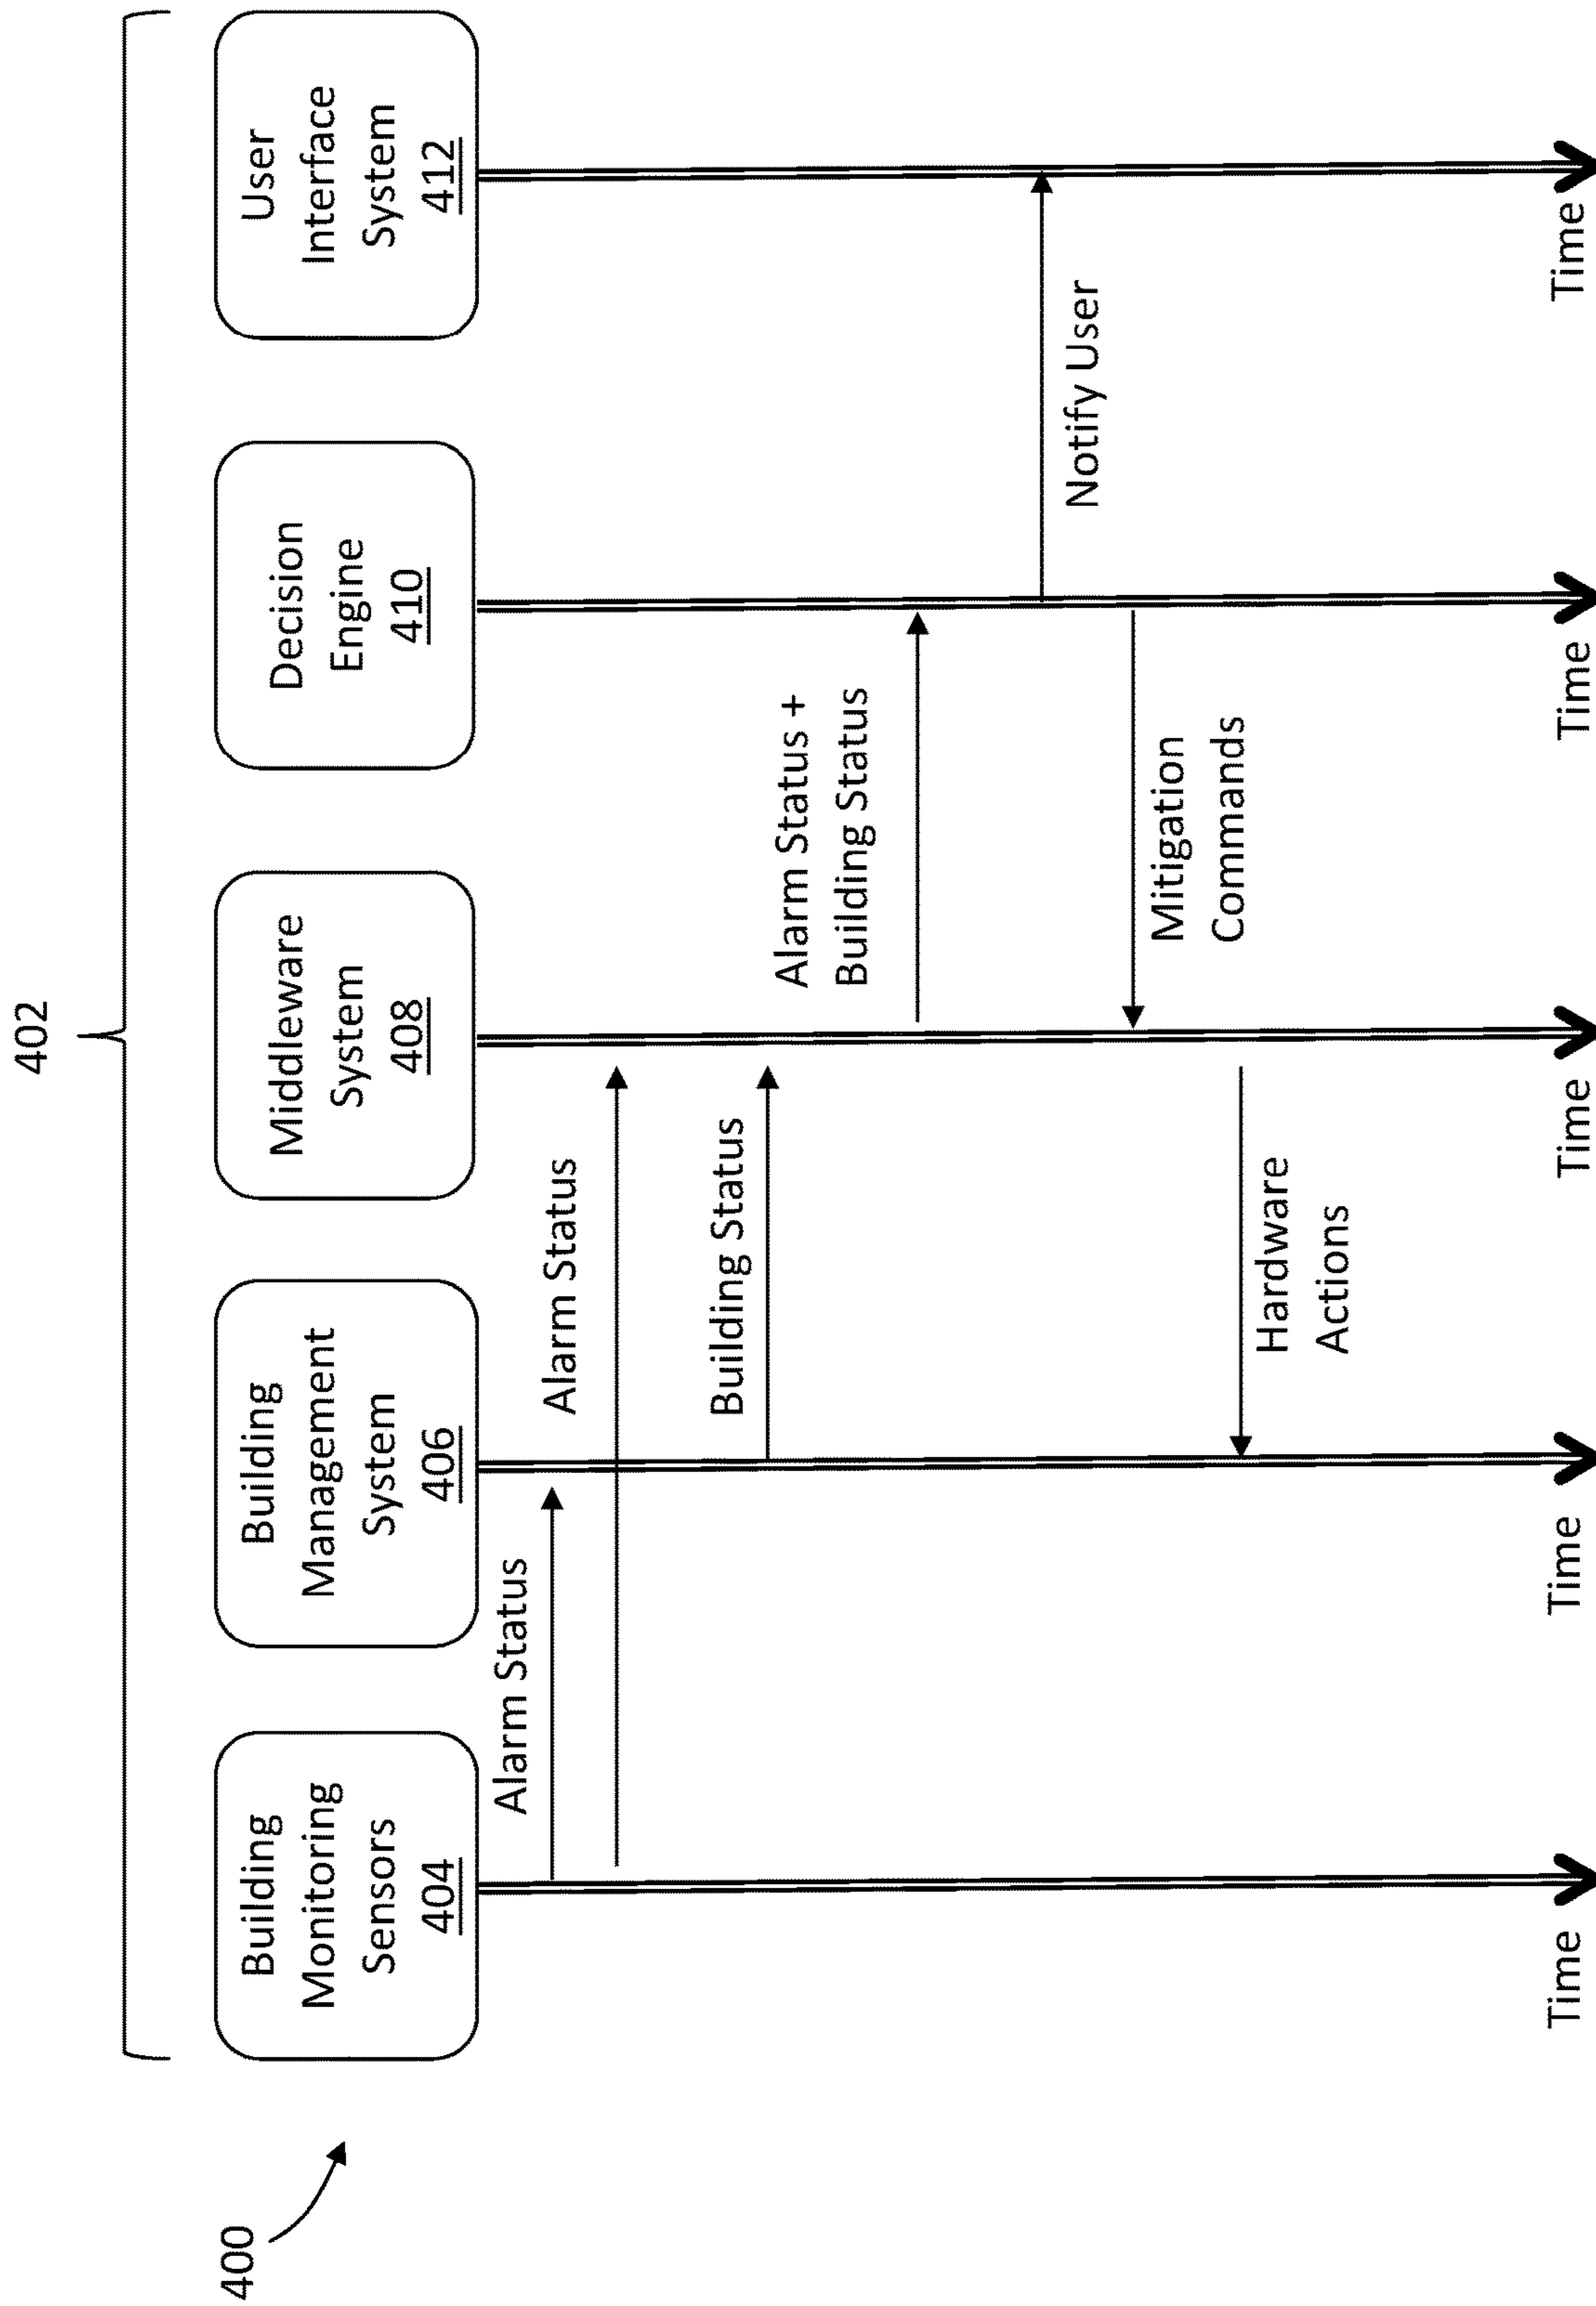 400
402
Building
Monitoring
Sensors
404
Building
Management
System
406
Middleware
System
408
Decision
Engine
410
User
Interface
System
412
Alarm Status
Alarm Status
Building Status
Alarm Status +
Building Status
Notify User
Mitigation
Commands
Hardware
Actions
Time
Time
Time
Time
Time